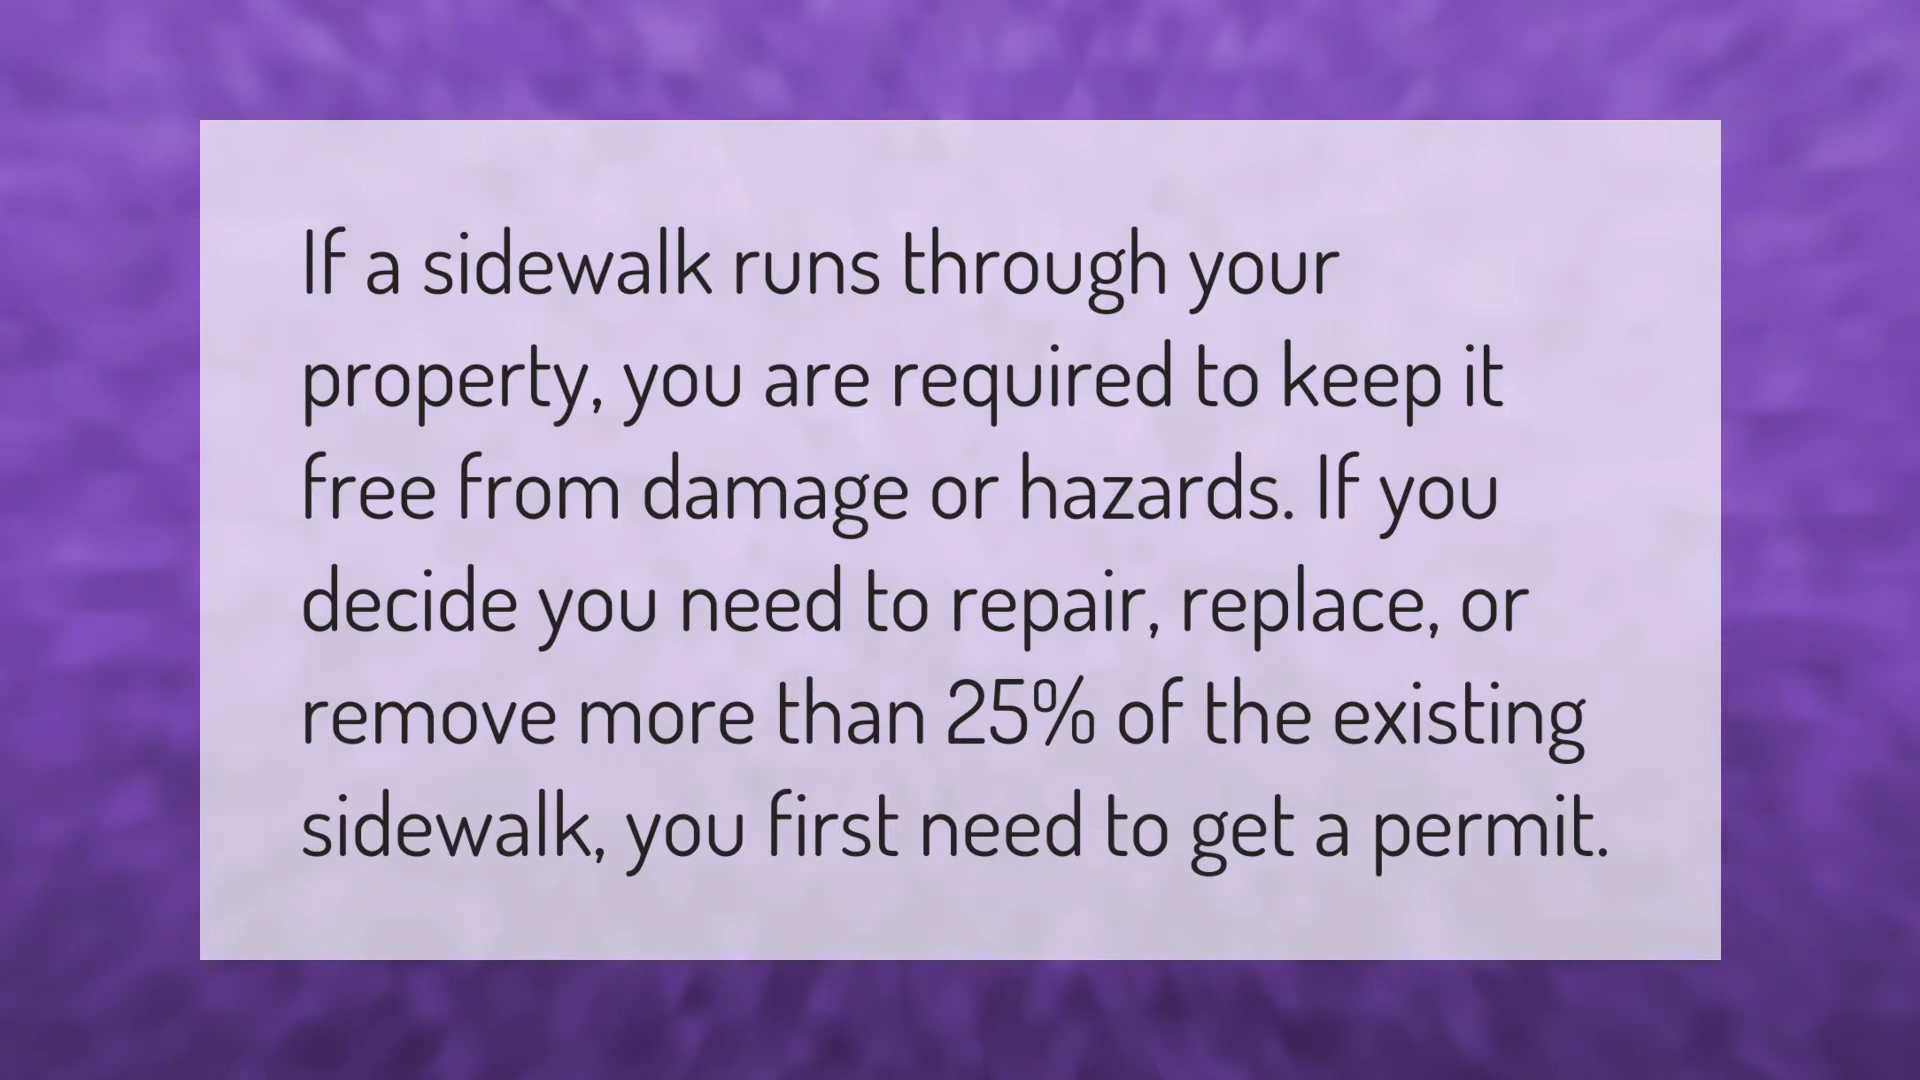 If a sidewalk runs through your
property, you are required to keep it
free from damage or hazards. If you
decide you need to repair, replace, or
remove more than 25% of the existing
sidewalk, you first need to get a permit.